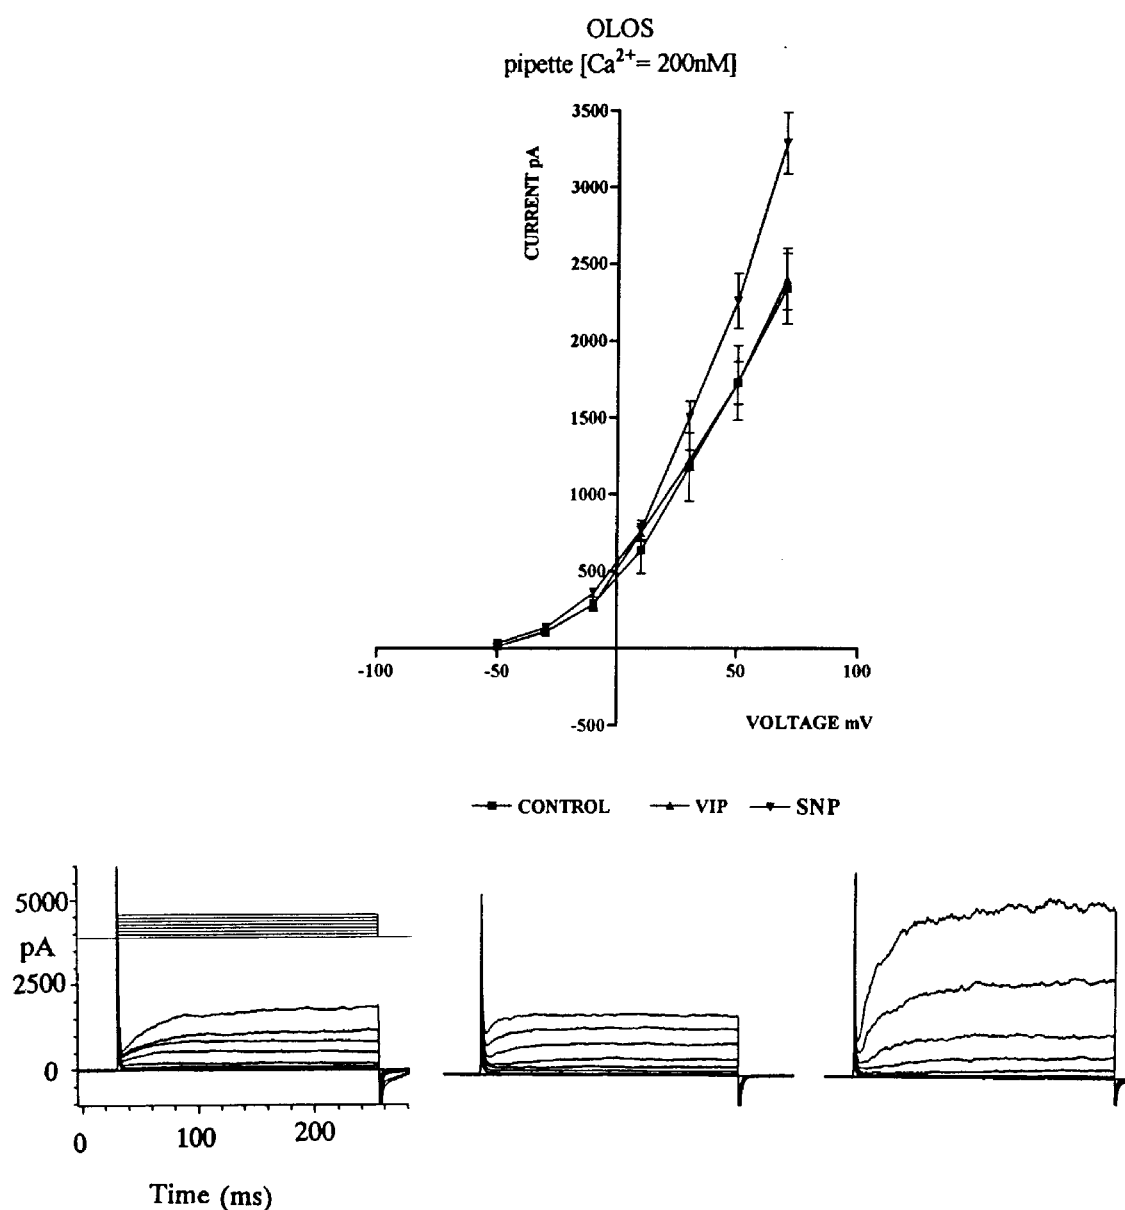 OLOS
pipette [Ca²⁺= 200nM]
3500
3000
2500
2000
1500
1000
500
-500
CURRENT pA
-100
-50
50
100
VOLTAGE mV
CONTROL VIP SNP
5000
pA
2500
0
0 100 200
Time (ms)